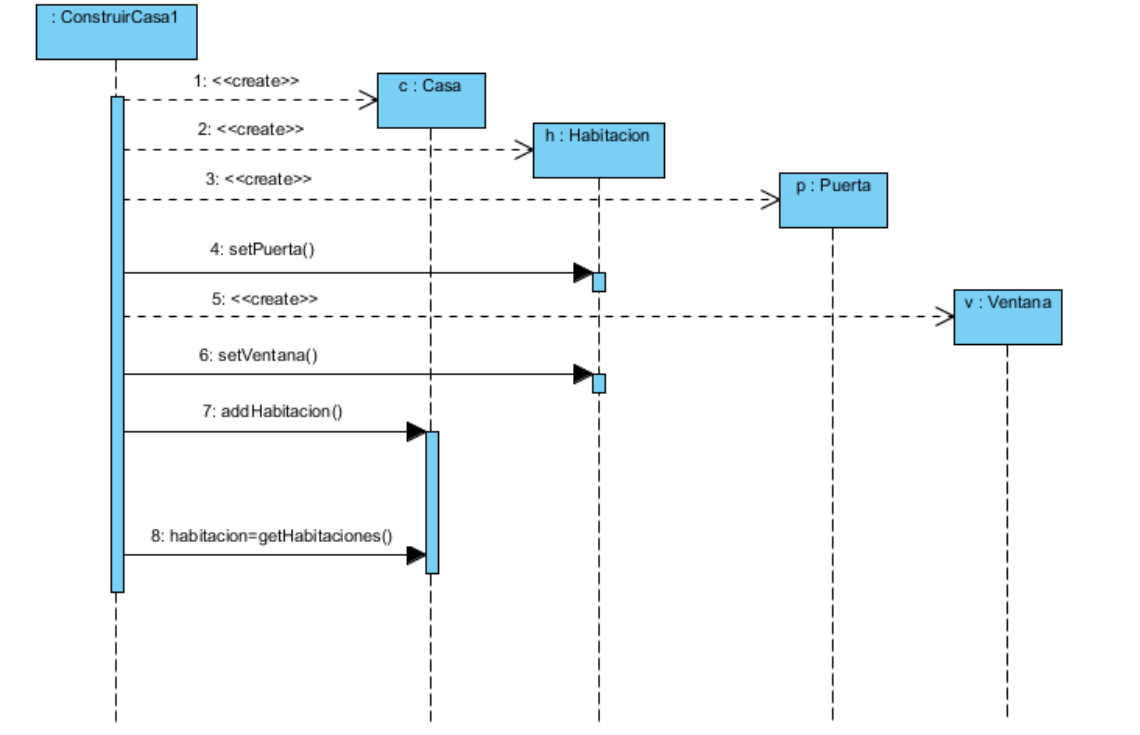 : ConstruirCasa1
1: <<create>>
c : Casa
2: <<create>>
h : Habitacion
3: <<create>>
p : Puerta
4: setPuerta()
5: <<create>>
v : Ventana
6: setVentana()
7: addHabitacion()
8: habitacion=getHabitaciones()